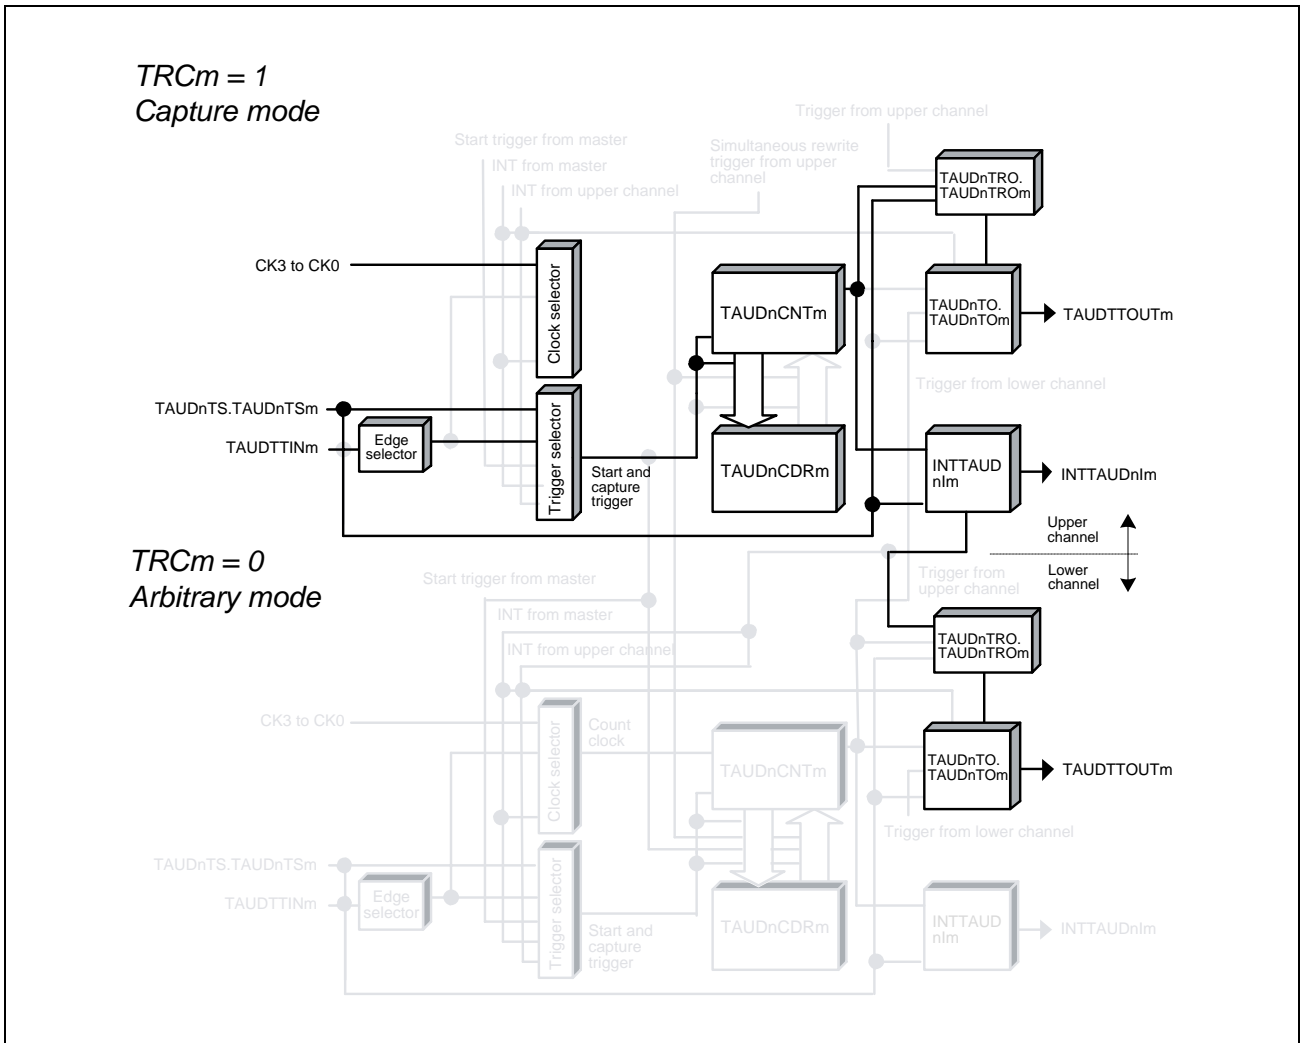 TRCm = 1
Capture mode
Trigger from upper channel
Start trigger from master
Simultaneous rewrite
trigger from upper
channel
INT from master
INT from upper channel
TAUDnTRO.
TAUDnTROm
CK3 to CK0
Clock selector
TAUDnCNTm
TAUDnTO.
TAUDnTOm
TAUDTTOUTm
Trigger from lower channel
TAUDnTS.TAUDnTSm
TAUDTTINm
Edge
selector
Trigger selector
Start and
capture
trigger
TAUDnCDRm
INTTAUD
nIm
INTTAUDnIm
Upper
channel
Lower
channel
TRCm = 0
Arbitrary mode
Start trigger from master
Trigger from
upper channel
INT from master
INT from upper channel
TAUDnTRO.
TAUDnTROm
CK3 to CK0
Clock selector
Count
clock
TAUDnCNTm
TAUDnTO.
TAUDnTOm
TAUDTTOUTm
Trigger from lower channel
TAUDnTS.TAUDnTSm
TAUDTTINm
Edge
selector
Trigger selector
Start and
capture
trigger
TAUDnCDRm
INTTAUD
nIm
INTTAUDnIm